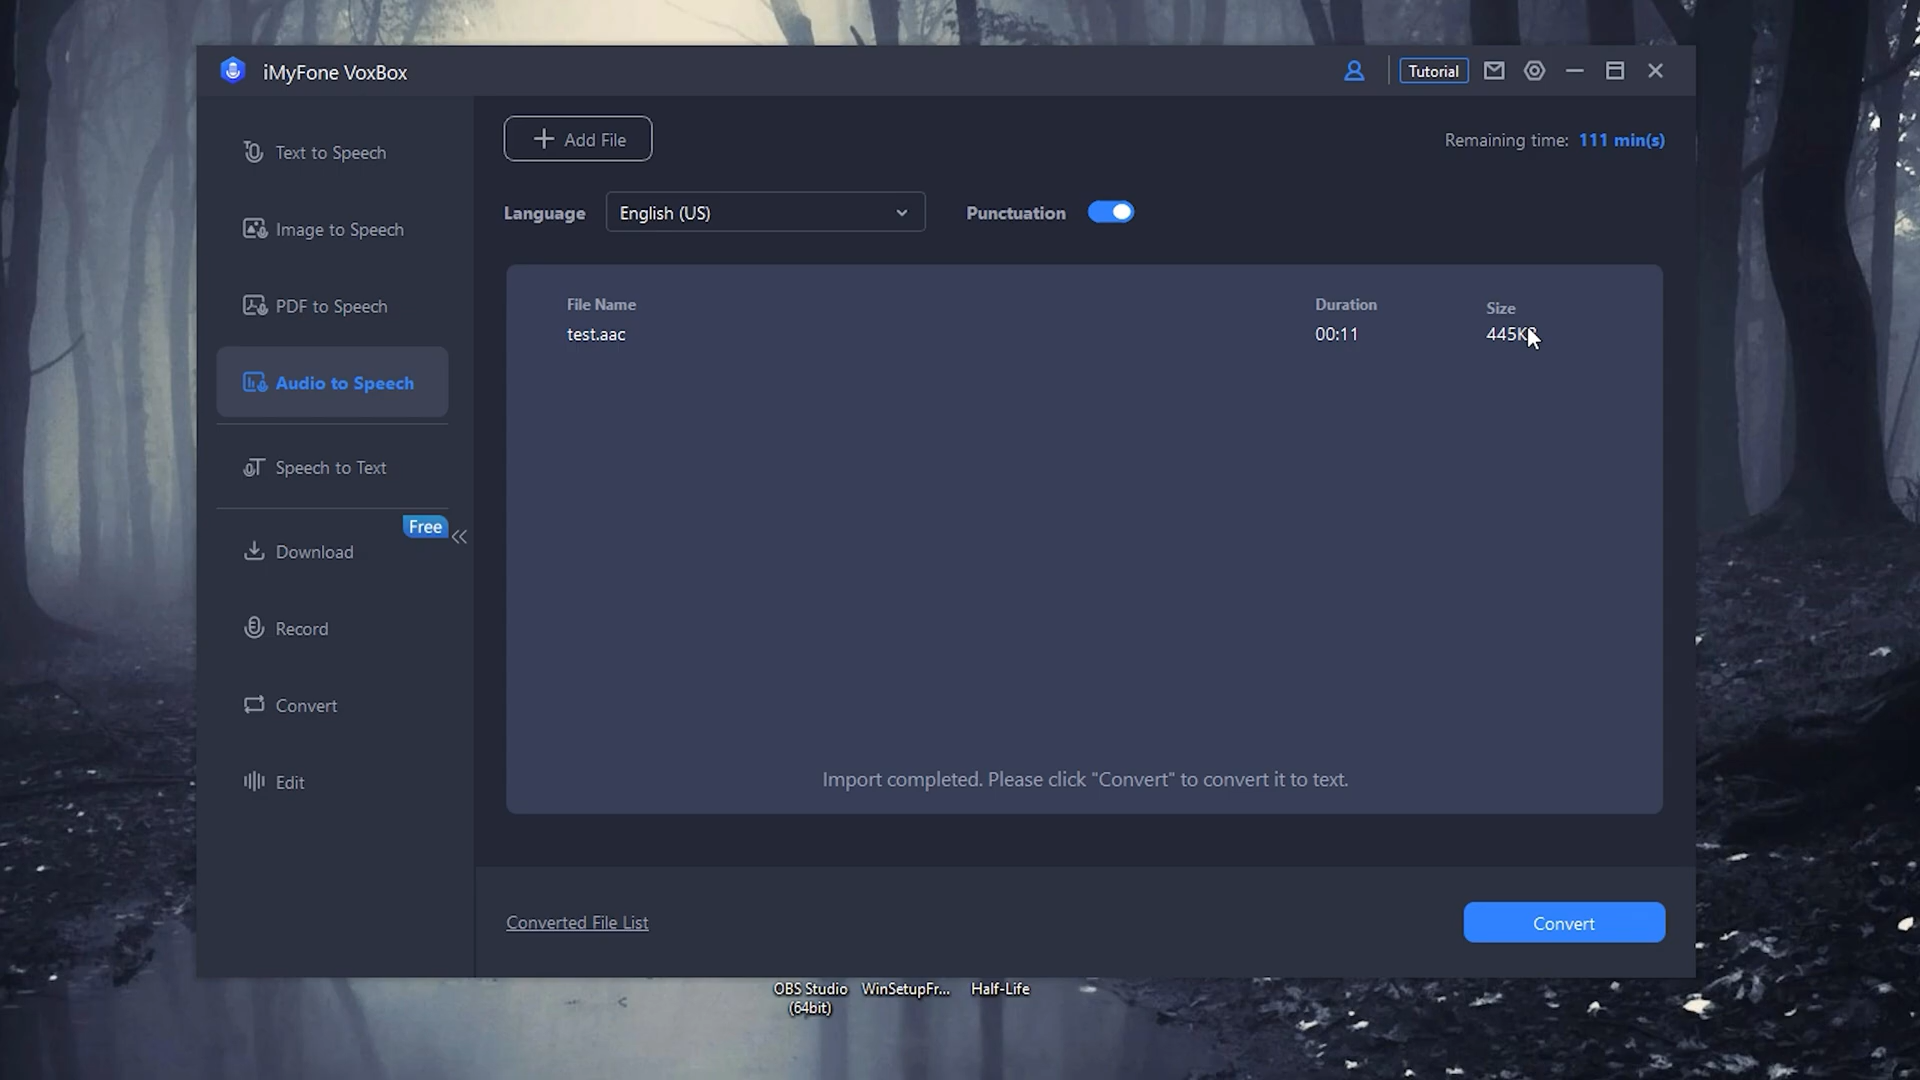 iMyFone VoxBox
Tutorial
Text to Speech
Image to Speech
PDF to Speech
Audio to Speech
Speech to Text
Free
Download
Record
Convert
Edit
Add File
Remaining time: 111 min(s)
Language English (US) Punctuation
File Name Duration Size
test.aac 00:11
Import completed. Please click "Convert" to convert it to text.
Converted File List
Convert
OBS Studio (64bit)
WinSetupFr...
Half-Life